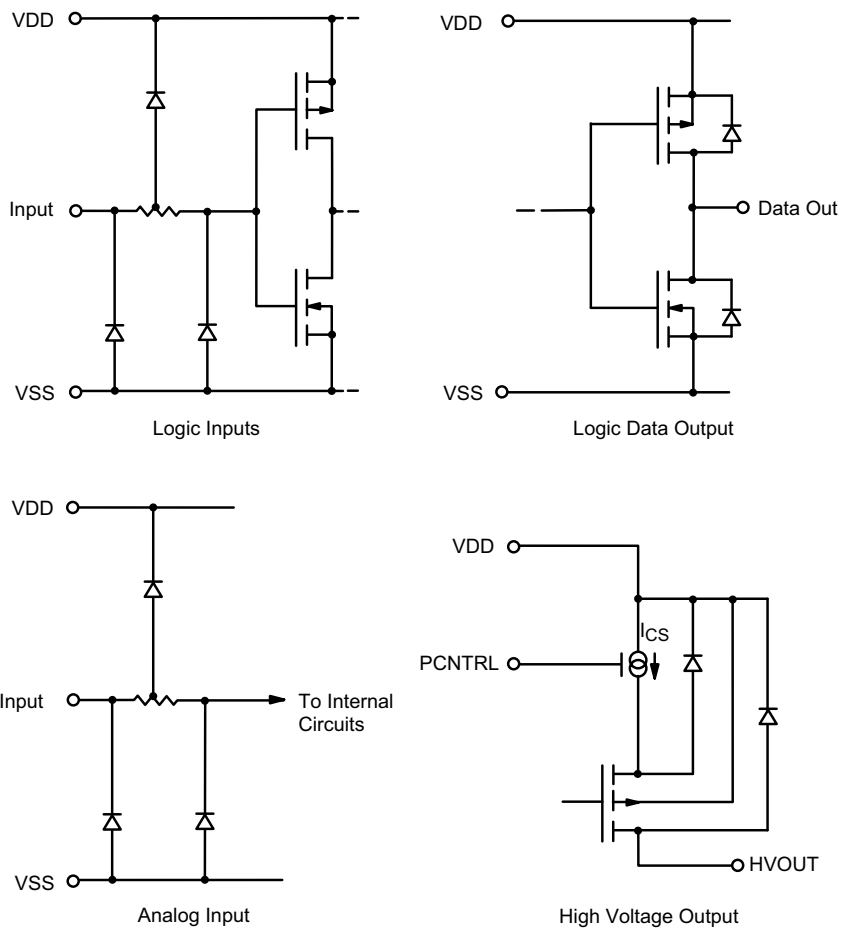 VDD
Input
VSS
Logic Inputs
VDD
Data Out
VSS
Logic Data Output
VDD
Input
To Internal
Circuits
VSS
Analog Input
VDD
ICS
PCNTRL
HVOUT
High Voltage Output